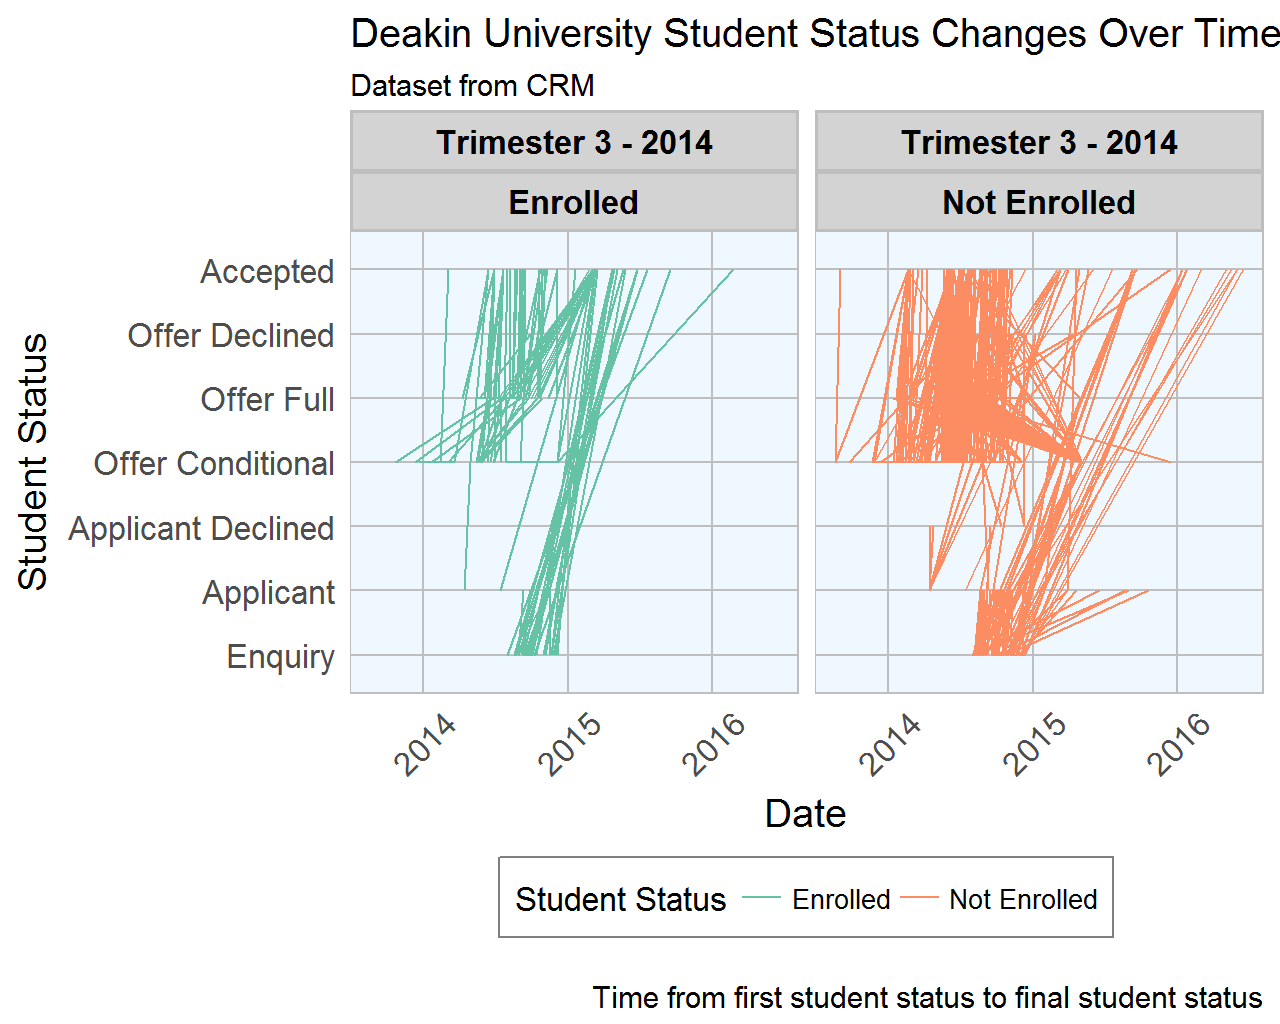 Deakin University Student Status Changes Over Time
Dataset from CRM
Trimester 3 - 2014
Trimester 3 - 2014
Enrolled
Not Enrolled
Student Status
Accepted
Offer Declined
Offer Full
Offer Conditional
Applicant Declined
Applicant
Enquiry
2014
2015
2016
2014
2015
2016
Date
Student Status Enrolled Not Enrolled
Time from first student status to final student status